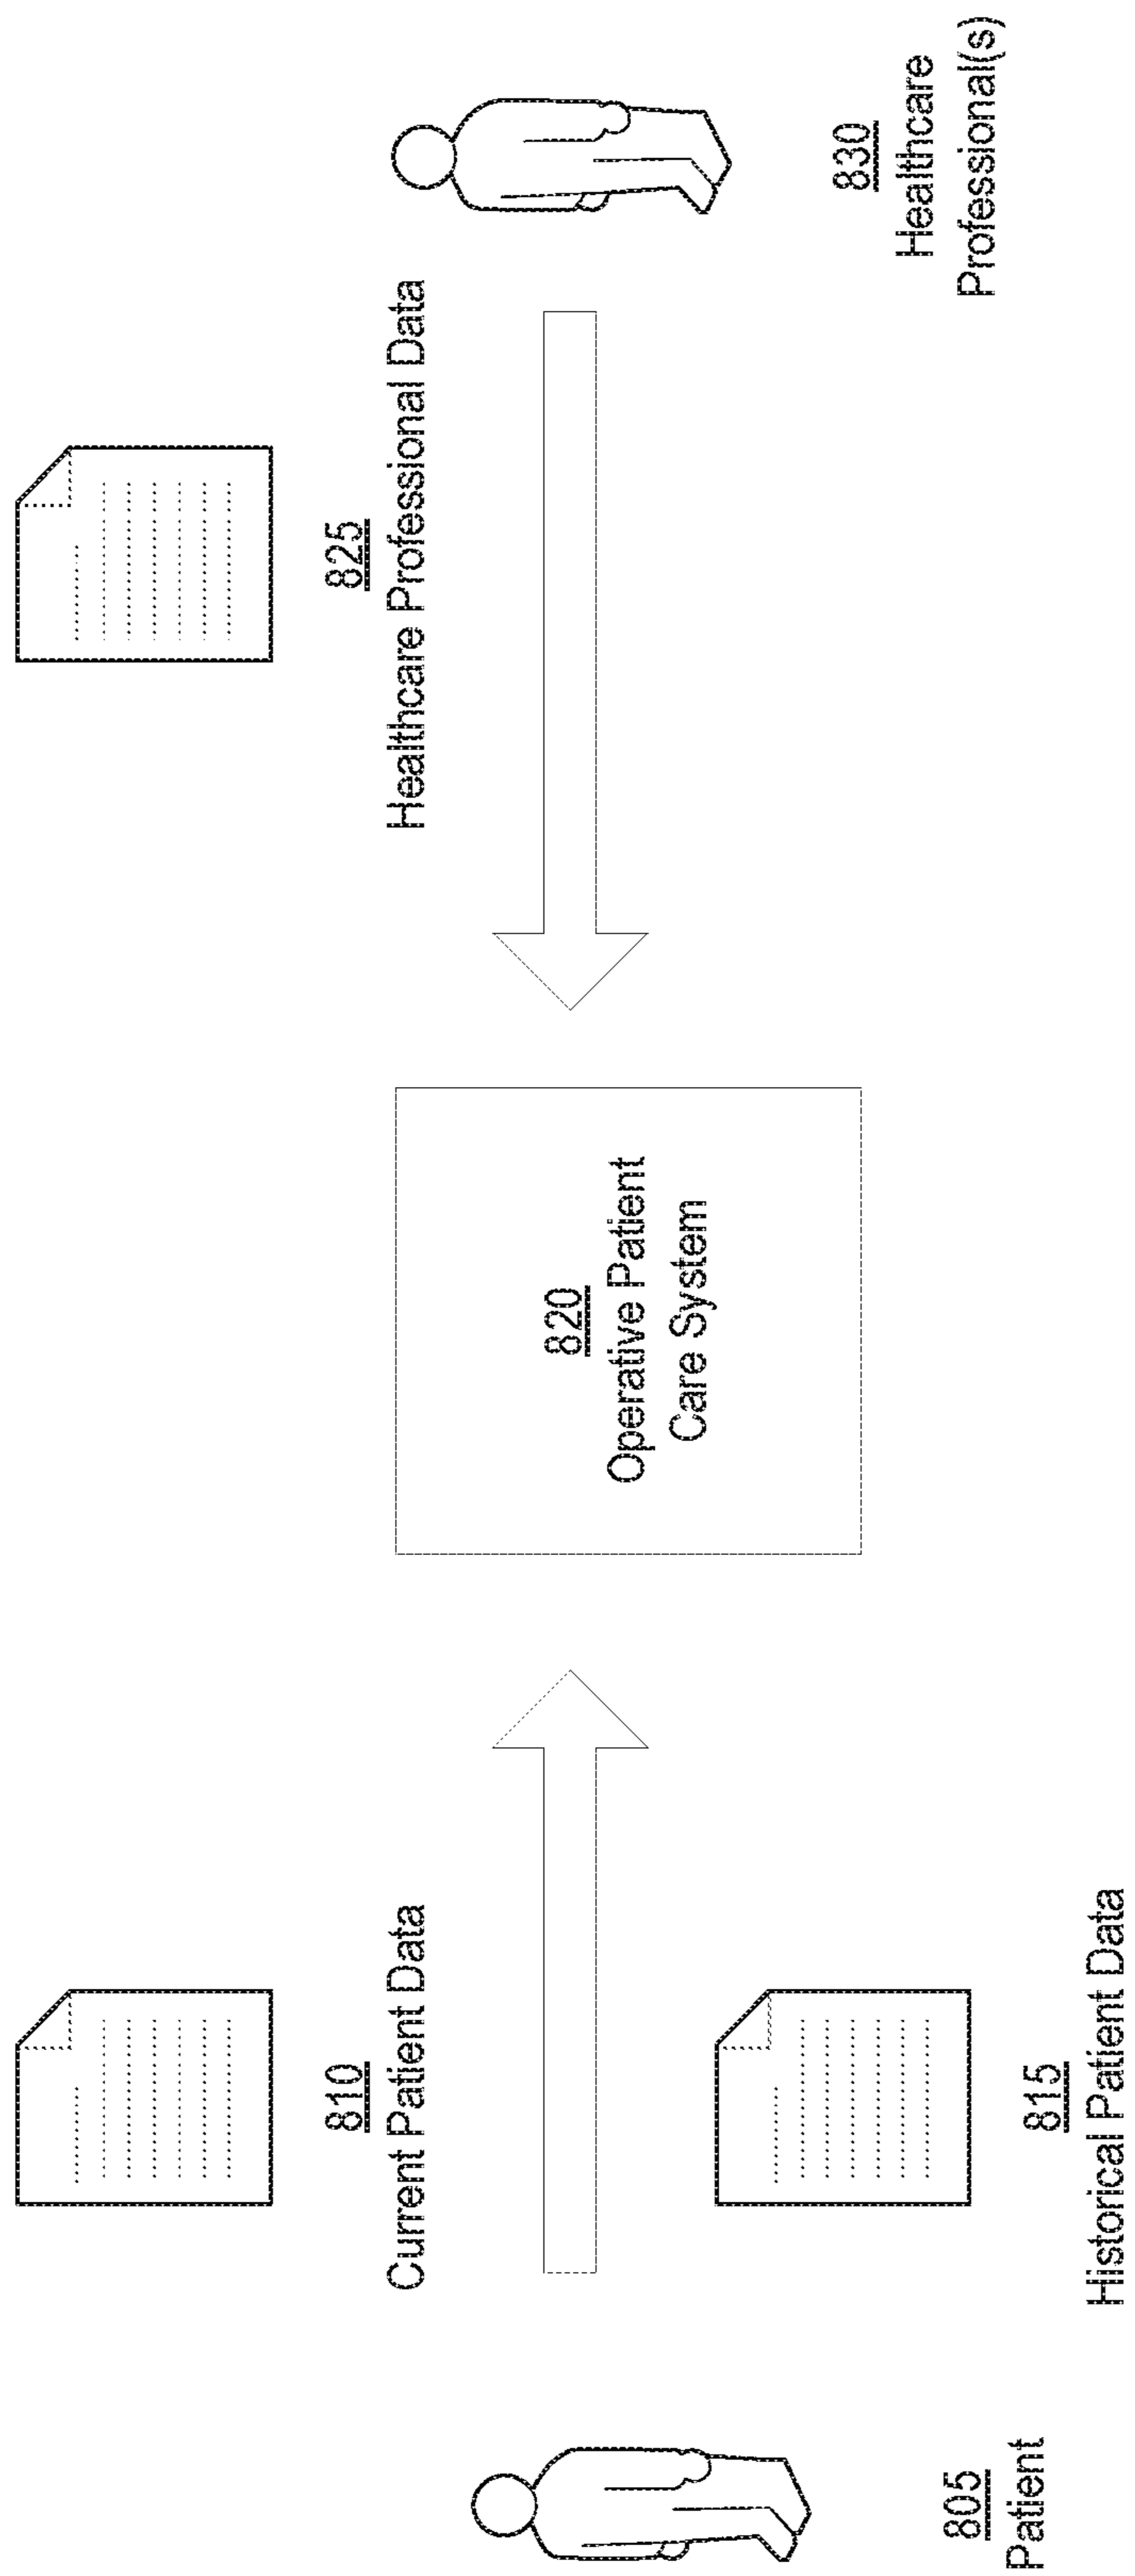 810
Current Patient Data
825
Healthcare Professional Data
805
Patient
815
Historical Patient Data
820
Operative Patient
Care System
830
Healthcare
Professional(s)